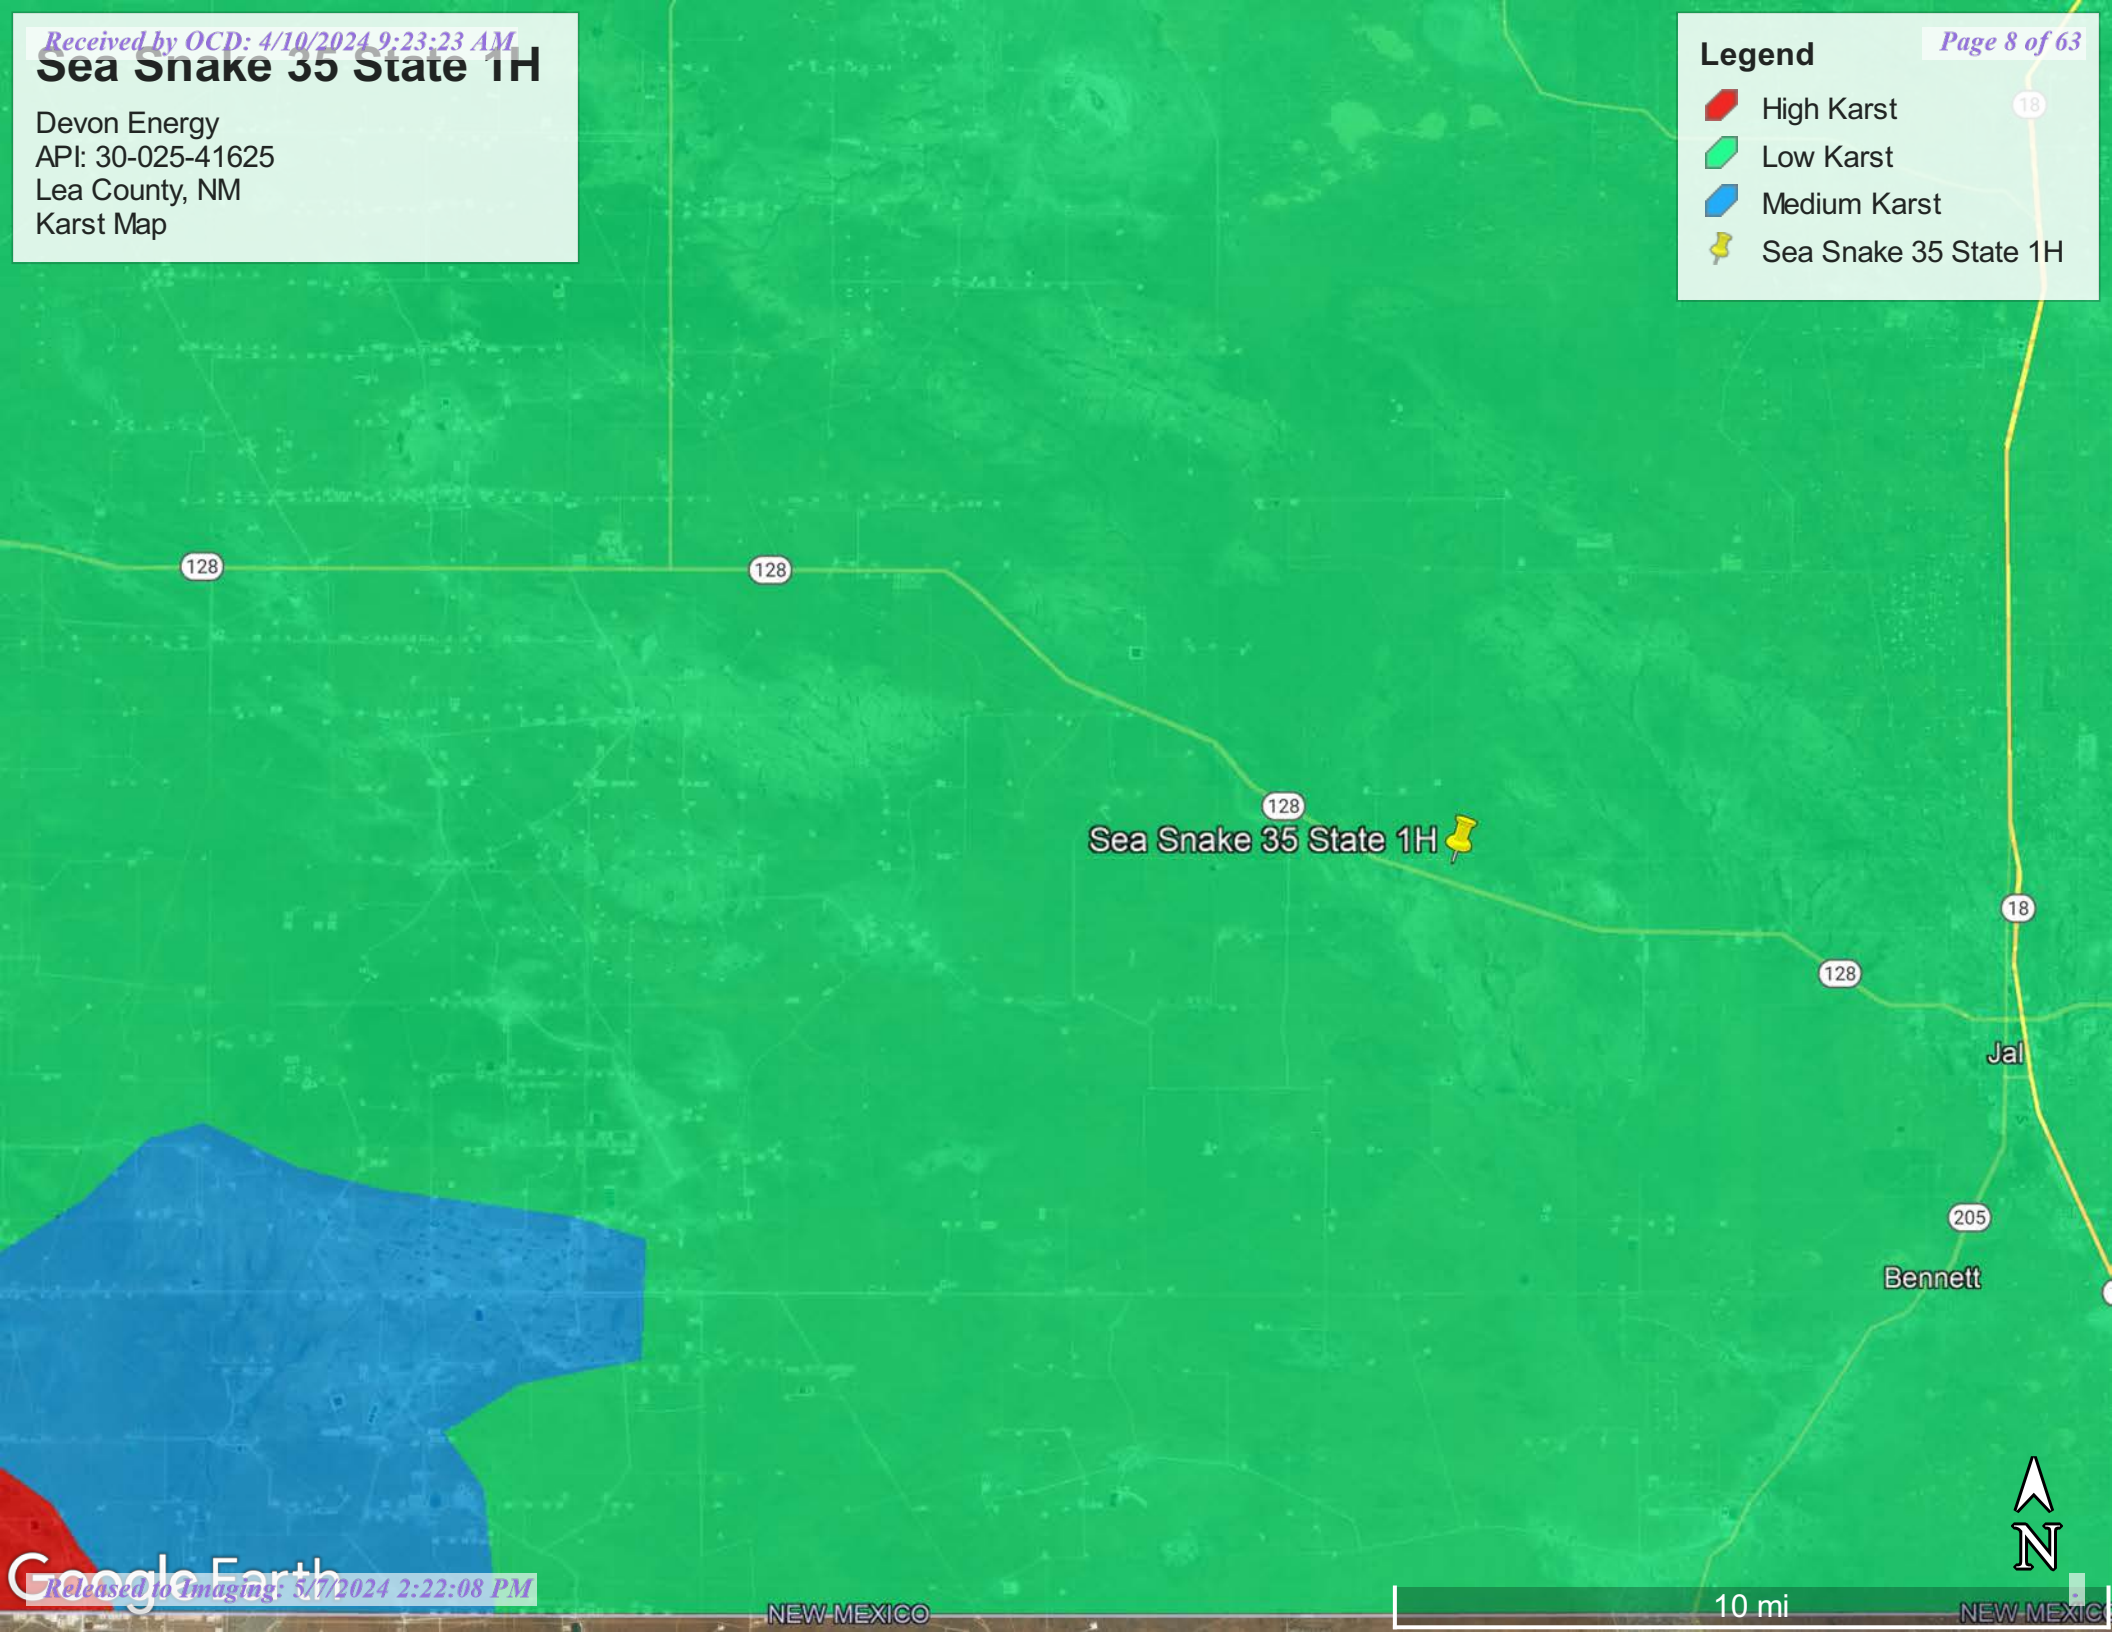 Received by OCD: 4/10/2024 9:23:23 AM
Page 8 of 63
Sea Snake 35 State 1H
Devon Energy
API: 30-025-41625
Lea County, NM
Karst Map
Legend
High Karst
Low Karst
Medium Karst
Sea Snake 35 State 1H
18
128
128
128
Sea Snake 35 State 1H
18
128
Jal
205
Bennett
N
Google Earth
Released to Imaging: 5/7/2024 2:22:08 PM
10 mi
NEW MEXICO
NEW MEXICO